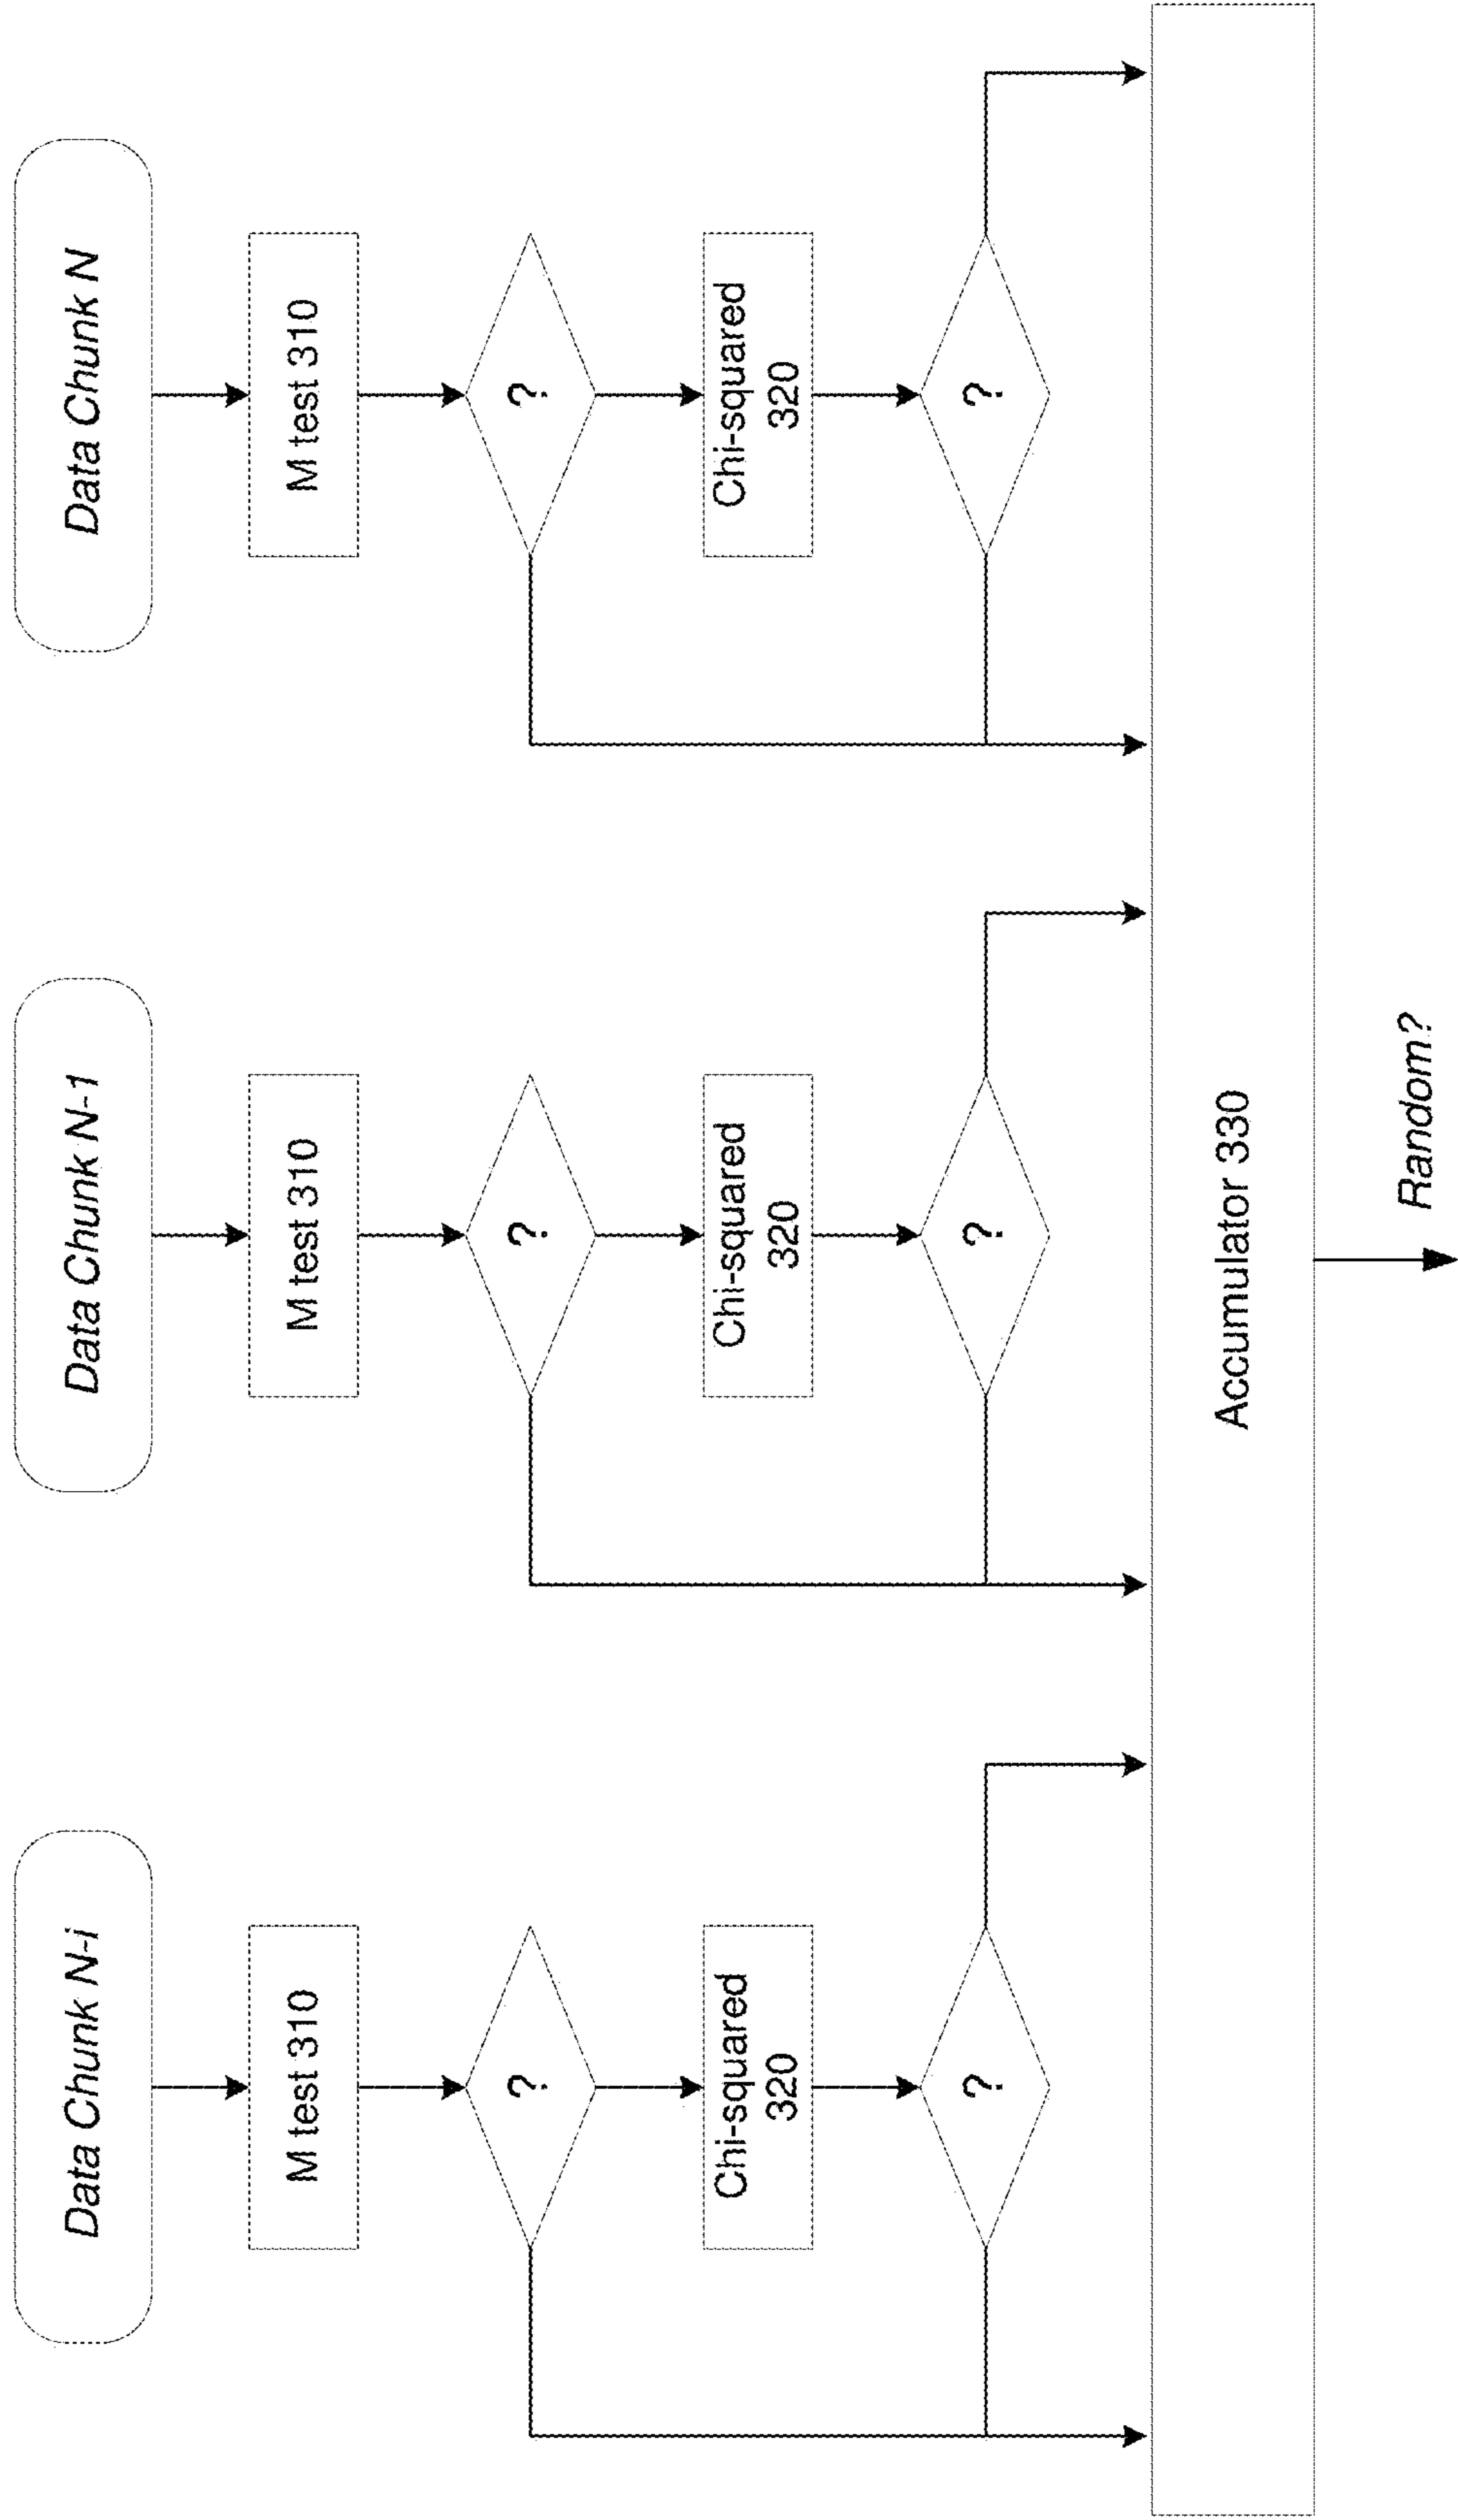 Data Chunk N-i
Data Chunk N-1
Data Chunk N
M test 310
M test 310
M test 310
?
?
?
Chi-squared
320
Chi-squared
320
Chi-squared
320
?
?
?
Accumulator 330
Random?